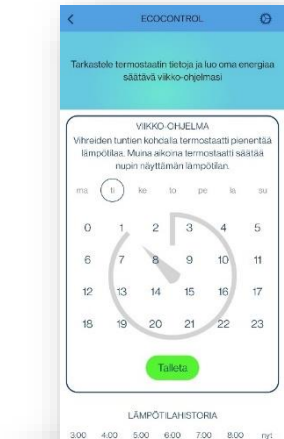 ECOCONTROL
Tarkastele termostaatin tietoja ja luo oma energiaa
säätävä viikko-ohjelmasi
VIIKKO-OHJELMA
Vihreiden tuntien kohdalla termostaatti pienentää
lämpötilaa. Muina aikoina termostaatti säätää
nupin näyttämän lämpötilan.
ma ti ke to pe la su
0 1 2 3 4 5
6 7 8 9 10 11
12 13 14 15 16 17
18 19 20 21 22 23
Talleta
LÄMPÖTILAHISTORIA
3:00 4:00 5:00 6:00 7:00 8:00 nyt